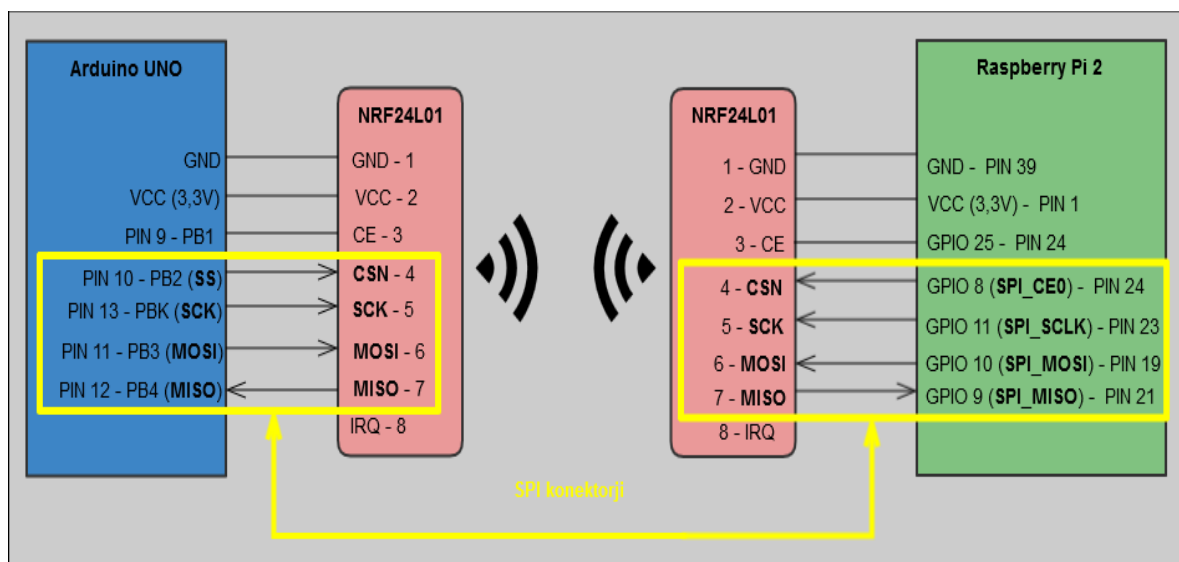 Arduino UNO
GND
VCC (3,3V)
PIN 9 - PB1
PIN 10 - PB2 (SS)
PIN 13 - PBK (SCK)
PIN 11 - PB3 (MOSI)
PIN 12 - PB4 (MISO)
NRF24L01
GND - 1
VCC - 2
CE - 3
CSN - 4
SCK - 5
MOSI - 6
MISO - 7
IRQ - 8
NRF24L01
1 - GND
2 - VCC
3 - CE
4 - CSN
5 - SCK
6 - MOSI
7 - MISO
8 - IRQ
Raspberry Pi 2
GND - PIN 39
VCC (3,3V) - PIN 1
GPIO 25 - PIN 24
GPIO 8 (SPI_CE0) - PIN 24
GPIO 11 (SPI_SCLK) - PIN 23
GPIO 10 (SPI_MOSI) - PIN 19
GPIO 9 (SPI_MISO) - PIN 21
SPI konektorji